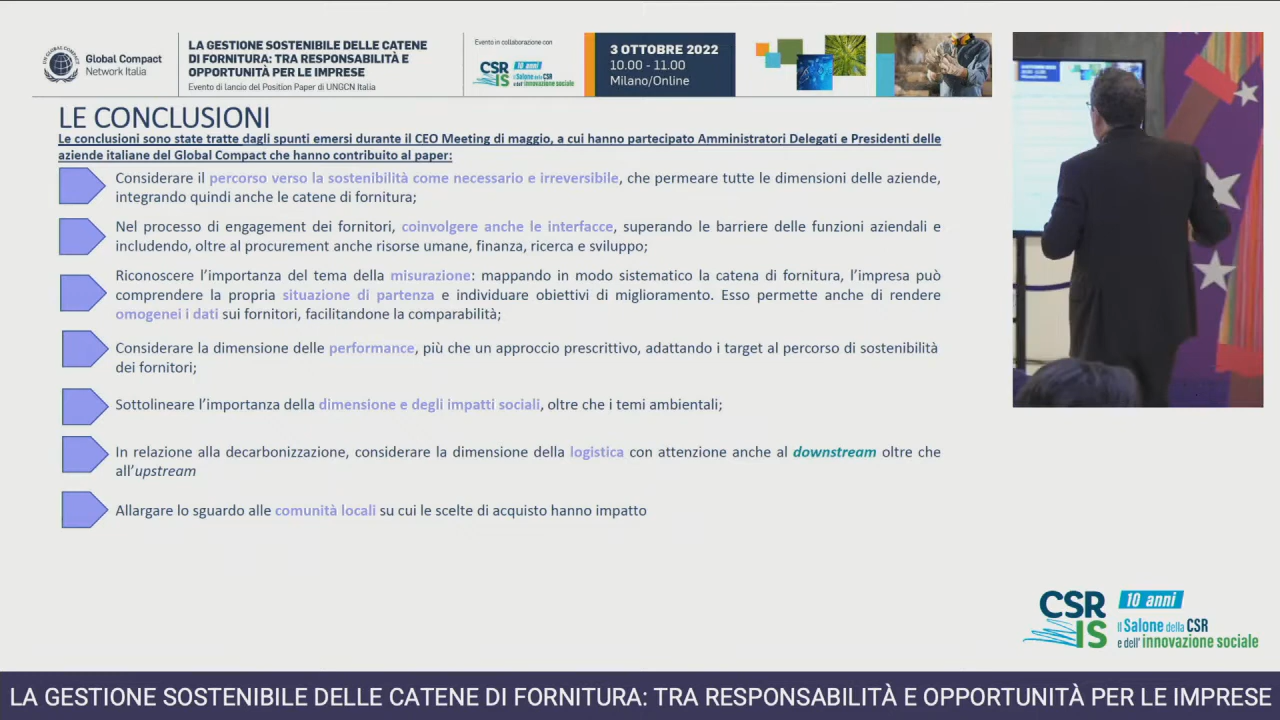 Global Compact
Network Italia
LA GESTIONE SOSTENIBILE DELLE CATENE
DI FORNITURA: TRA RESPONSABILITÀ E
OPPORTUNITÀ PER LE IMPRESE
Evento di lancio del Position Paper di UNGCN Italia
Evento in collaborazione con
CSR
IS
10 anni
il Salone della CSR
e dell'innovazione sociale
3 OTTOBRE 2022
10.00 - 11.00
Milano/Online
LE CONCLUSIONI
Le conclusioni sono state tratte dagli spunti emersi durante il CEO Meeting di maggio, a cui hanno partecipato Amministratori Delegati e Presidenti delle
aziende italiane del Global Compact che hanno contribuito al paper:
Considerare il percorso verso la sostenibilità come necessario e irreversibile, che permeare tutte le dimensioni delle aziende,
integrando quindi anche le catene di fornitura;
Nel processo di engagement dei fornitori, coinvolgere anche le interfacce, superando le barriere delle funzioni aziendali e
includendo, oltre al procurement anche risorse umane, finanza, ricerca e sviluppo;
Riconoscere l'importanza del tema della misurazione: mappando in modo sistematico la catena di fornitura, l'impresa può
comprendere la propria situazione di partenza e individuare obiettivi di miglioramento. Esso permette anche di rendere
omogenei i dati sui fornitori, facilitandone la comparabilità;
Considerare la dimensione delle performance, più che un approccio prescrittivo, adattando i target al percorso di sostenibilità
dei fornitori;
Sottolineare l'importanza della dimensione e degli impatti sociali, oltre che i temi ambientali;
In relazione alla decarbonizzazione, considerare la dimensione della logistica con attenzione anche al downstream oltre che
all'upstream
Allargare lo sguardo alle comunità locali su cui le scelte di acquisto hanno impatto
CSR
IS
10 anni
il Salone della CSR
e dell'innovazione sociale
LA GESTIONE SOSTENIBILE DELLE CATENE DI FORNITURA: TRA RESPONSABILITÀ E OPPORTUNITÀ PER LE IMPRESE